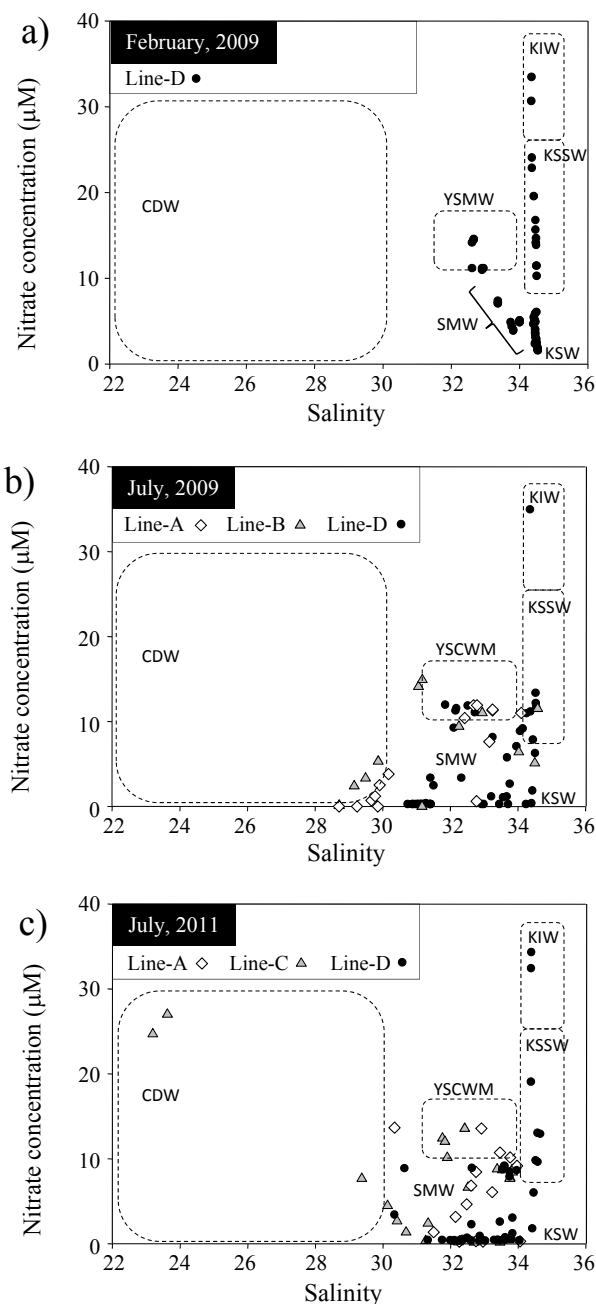 a)
February, 2009
Line-D
Nitrate concentration (µM)
40
30
20
10
0
KIW
KSSW
CDW
YSMW
SMW
KSW
22 24 26 28 30 32 34 36
Salinity
b)
July, 2009
Line-A Line-B Line-D
Nitrate concentration (µM)
40
30
20
10
0
KIW
KSSW
CDW
YSCWM
SMW
KSW
22 24 26 28 30 32 34 36
Salinity
c)
July, 2011
Line-A Line-C Line-D
Nitrate concentration (µM)
40
30
20
10
0
KIW
KSSW
CDW
YSCWM
SMW
KSW
22 24 26 28 30 32 34 36
Salinity